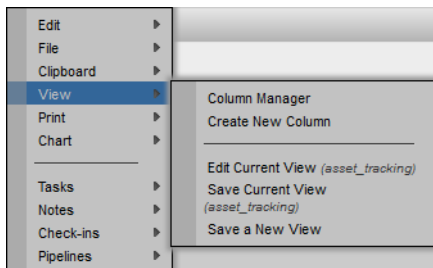 Edit
File
Clipboard
View
Print
Chart
Tasks
Notes
Check-ins
Pipelines
Column Manager
Create New Column
Edit Current View (asset_tracking)
Save Current View
(asset_tracking)
Save a New View